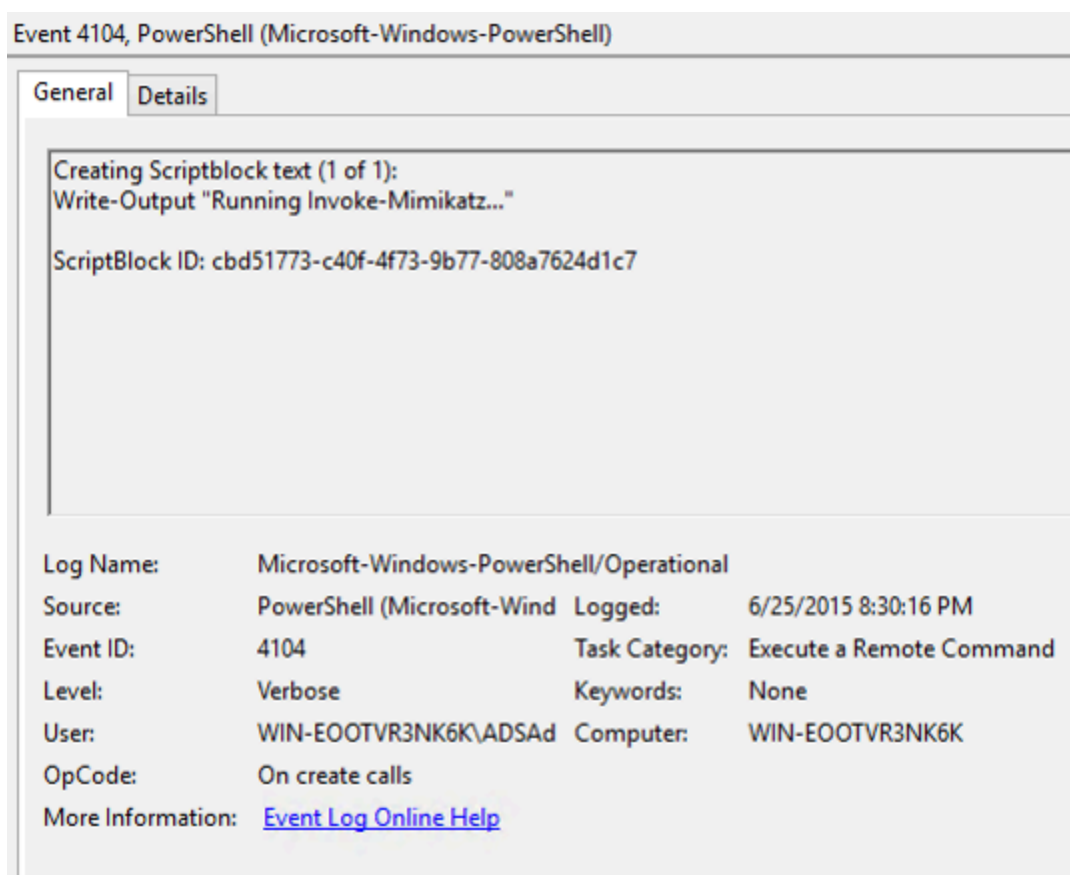 Event 4104, PowerShell (Microsoft-Windows-PowerShell)
General Details
Creating Scriptblock text (1 of 1):
Write-Output "Running Invoke-Mimikatz..."
ScriptBlock ID: cbd51773-c40f-4f73-9b77-808a7624d1c7
Log Name: Microsoft-Windows-PowerShell/Operational
Source: PowerShell (Microsoft-Wind Logged: 6/25/2015 8:30:16 PM
Event ID: 4104 Task Category: Execute a Remote Command
Level: Verbose Keywords: None
User: WIN-EOOTVR3NK6K\ADSAd Computer: WIN-EOOTVR3NK6K
OpCode: On create calls
More Information: Event Log Online Help